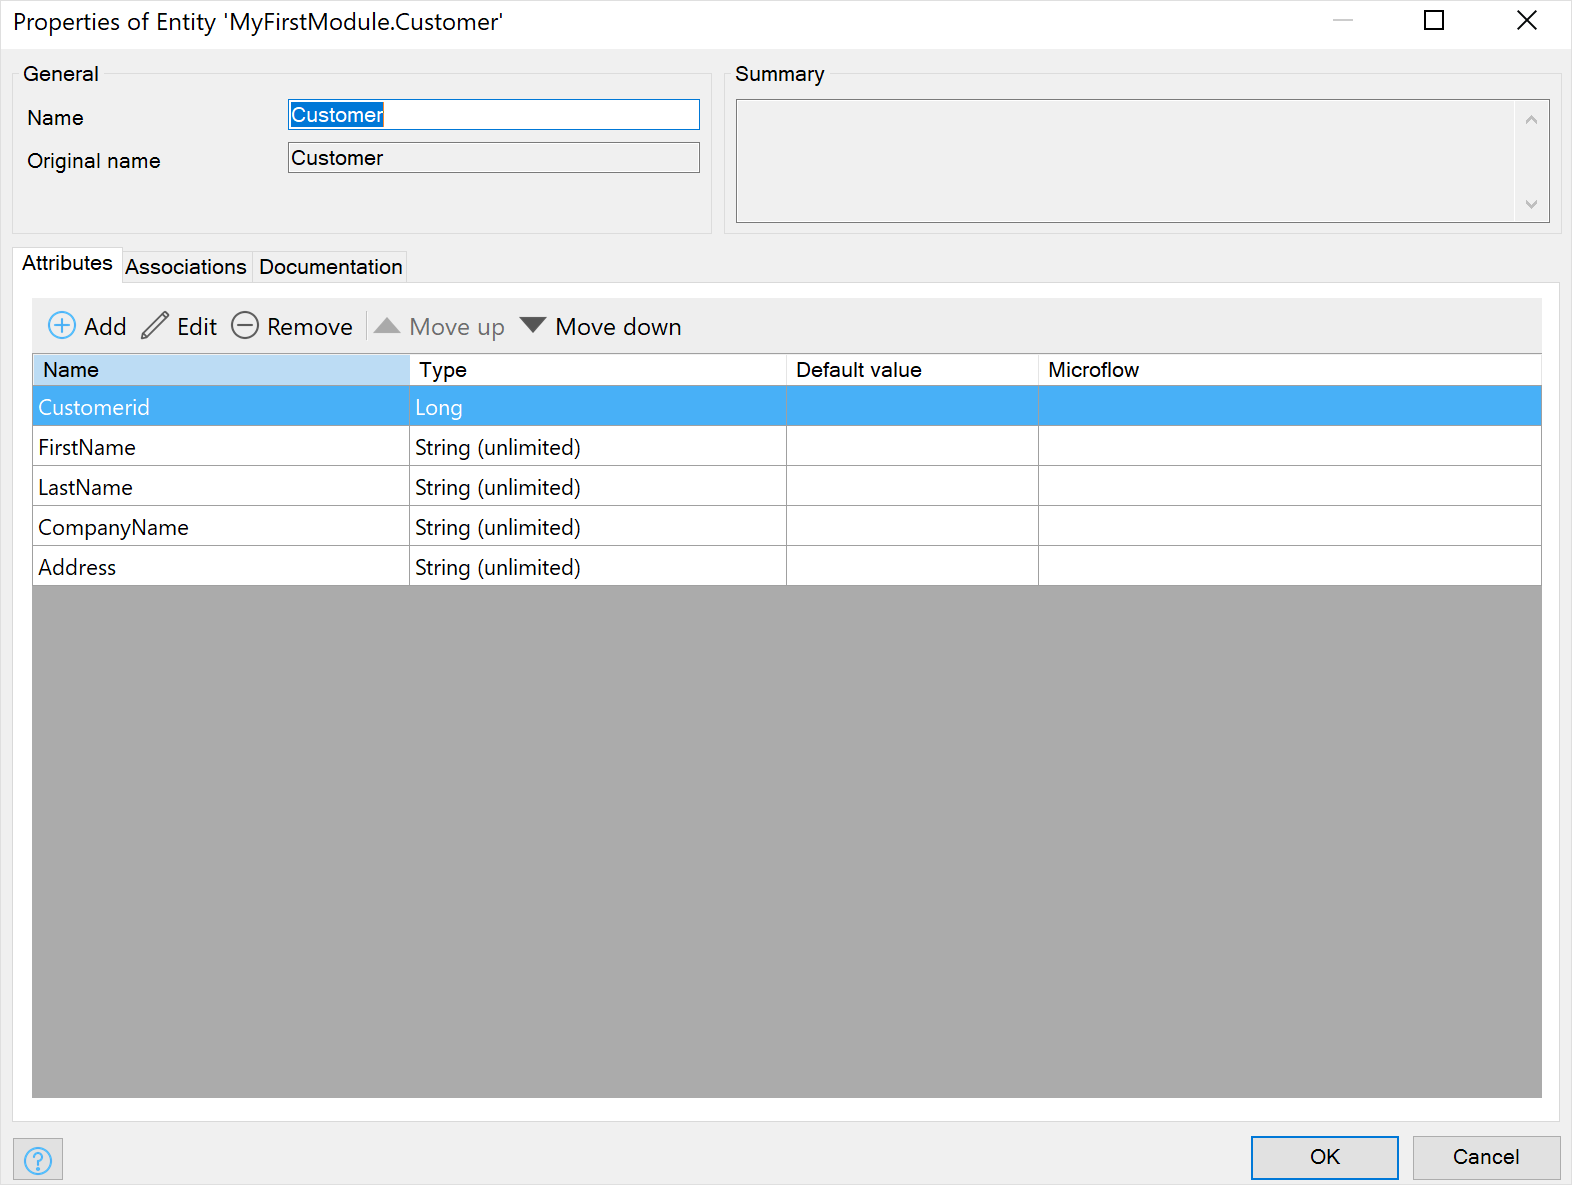 Properties of Entity 'MyFirstModule.Customer'
General
Name Customer
Original name Customer
Summary
Attributes Associations Documentation
Add Edit Remove Move up Move down
Name Type Default value Microflow
Customerid Long
FirstName String (unlimited)
LastName String (unlimited)
CompanyName String (unlimited)
Address String (unlimited)
? OK Cancel